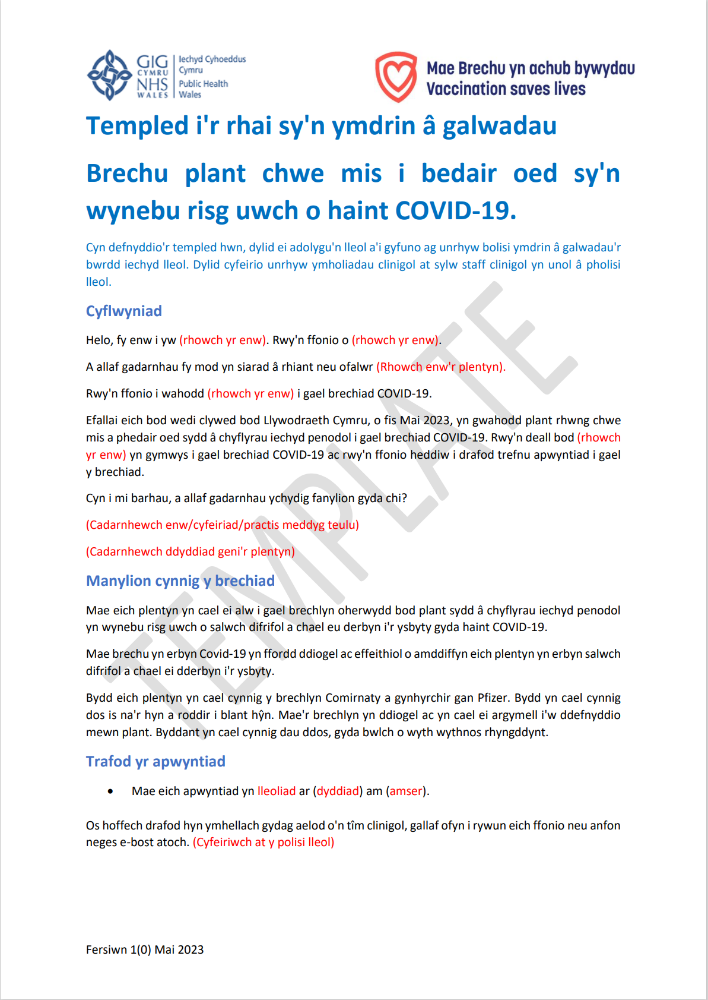 GIG
CYMRU
NHS
WALES
Iechyd Cyhoeddus
Cymru
Public Health
Wales
Mae Brechu yn achub bywydau
Vaccination saves lives
Templed i'r rhai sy'n ymdrin â galwadau
Brechu plant chwe mis i bedair oed sy'n
wynebu risg uwch o haint COVID-19.
Cyn defnyddio'r templed hwn, dylid ei adolygu'n lleol a'i gyfuno ag unrhyw bolisi ymdrin â galwadau'r
bwrdd iechyd lleol. Dylid cyfeirio unrhyw ymholiadau clinigol at sylw staff clinigol yn unol â pholisi
lleol.
Cyflwyniad
Helo, fy enw i yw (rhowch yr enw). Rwy'n ffonio o (rhowch yr enw).
A allaf gadarnhau fy mod yn siarad â rhiant neu ofalwr (Rhowch enw'r plentyn).
Rwy'n ffonio i wahodd (rhowch yr enw) i gael brechiad COVID-19.
Efallai eich bod wedi clywed bod Llywodraeth Cymru, o fis Mai 2023, yn gwahodd plant rhwng chwe
mis a phedair oed sydd â chyflyrau iechyd penodol i gael brechiad COVID-19. Rwy'n deall bod (rhowch
yr enw) yn gymwys i gael brechiad COVID-19 ac rwy'n ffonio heddiw i drafod trefnu apwyntiad i gael
y brechiad.
Cyn i mi barhau, a allaf gadarnhau ychydig fanylion gyda chi?
(Cadarnhewch enw/cyfeiriad/practis meddyg teulu)
(Cadarnhewch ddyddiad geni'r plentyn)
Manylion cynnig y brechiad
Mae eich plentyn yn cael ei alw i gael brechlyn oherwydd bod plant sydd â chyflyrau iechyd penodol
yn wynebu risg uwch o salwch difrifol a chael eu derbyn i'r ysbyty gyda haint COVID-19.
Mae brechu yn erbyn Covid-19 yn ffordd ddiogel ac effeithiol o amddiffyn eich plentyn yn erbyn salwch
difrifol a chael ei dderbyn i'r ysbyty.
Bydd eich plentyn yn cael cynnig y brechlyn Comirnaty a gynhyrchir gan Pfizer. Bydd yn cael cynnig
dos is na'r hyn a roddir i blant hŷn. Mae'r brechlyn yn ddiogel ac yn cael ei argymell i'w ddefnyddio
mewn plant. Byddant yn cael cynnig dau ddos, gyda bwlch o wyth wythnos rhyngddynt.
Trafod yr apwyntiad
• Mae eich apwyntiad yn lleoliad ar (dyddiad) am (amser).
Os hoffech drafod hyn ymhellach gydag aelod o'n tîm clinigol, gallaf ofyn i rywun eich ffonio neu anfon
neges e-bost atoch. (Cyfeiriwch at y polisi lleol)
Fersiwn 1(0) Mai 2023
TEMPLATE